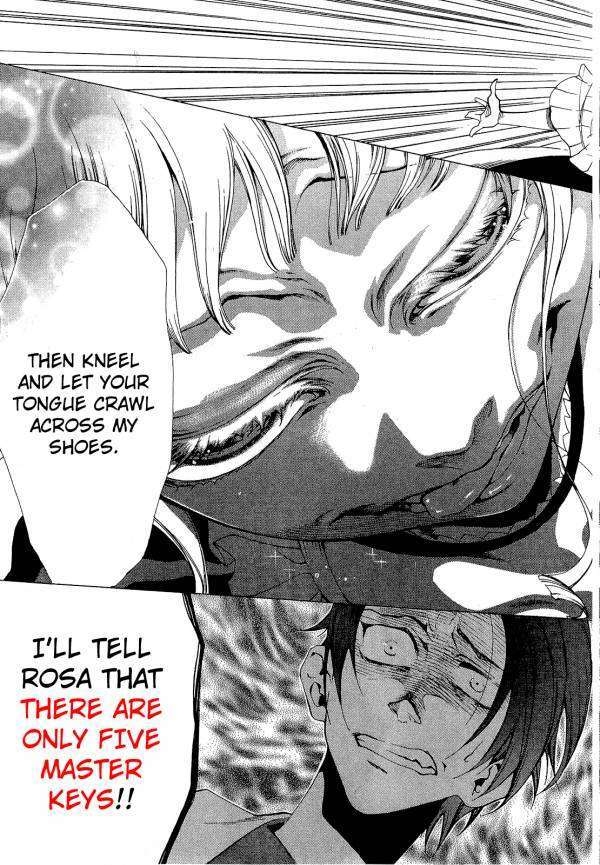 THEN KNEEL
AND LET YOUR
TONGUE CRAWL
ACROSS MY
SHOES.
I'LL TELL
ROSA THAT
THERE ARE
ONLY FIVE
MASTER
KEYS!!